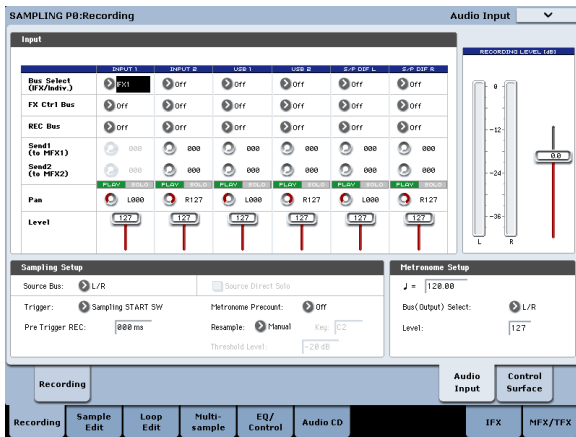 SAMPLING P0:Recording Audio Input
Input
RECORDING LEVEL (dB)
INPUT 1 INPUT 2 USB 1 USB 2 S/P DIF L S/P DIF R
Bus Select
(IFX/Indiv.) IFX1 Off Off Off Off Off
FX Ctrl Bus Off Off Off Off Off Off
REC Bus Off Off Off Off Off Off
Send1
(to MFX1) 000 000 000 000 000 000
Send2
(to MFX2) 000 000 000 000 000 000
PLAY SOLO PLAY SOLO PLAY SOLO PLAY SOLO PLAY SOLO PLAY SOLO
Pan L000 R127 L000 R127 L000 R127
Level 127 127 127 127 127 127
0
-12
-24
-36
0.0
L R
Sampling Setup
Source Bus: L/R Source Direct Solo
Trigger: Sampling START SW Metronome Precount: Off
Pre Trigger REC: 000 ms Resample: Manual Key: C2
Threshold Level: -20 dB
Metronome Setup
♩ = 120.00
Bus(Output) Select: L/R
Level: 127
Recording
Audio
Input
Control
Surface
Recording
Sample
Edit
Loop
Edit
Multi-
sample
EQ/
Control
Audio CD
IFX
MFX/TFX